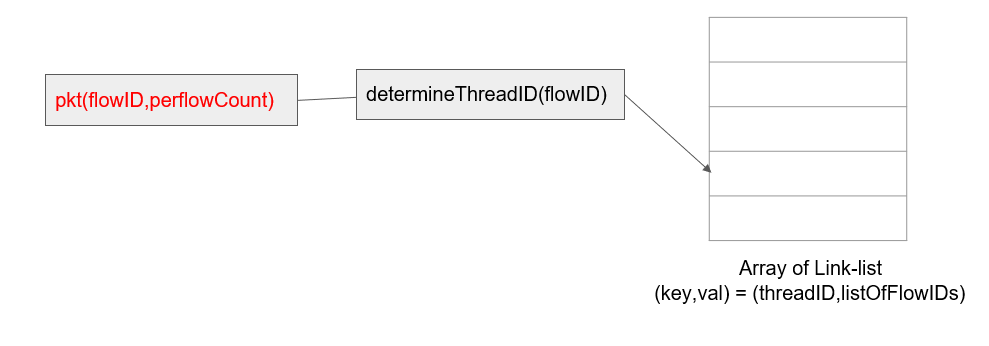 pkt(flowID,perflowCount)
determineThreadID(flowID)
Array of Link-list
(key,val) = (threadID,listOfFlowIDs)